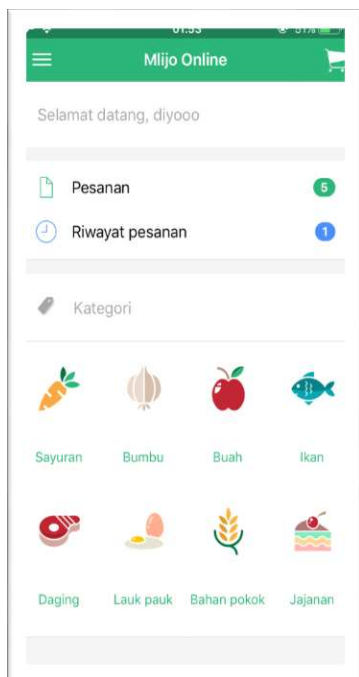 Mlijo Online
Selamat datang, diyooo
Pesanan 5
Riwayat pesanan 1
Kategori
Sayuran Bumbu Buah Ikan
Daging Lauk pauk Bahan pokok Jajanan